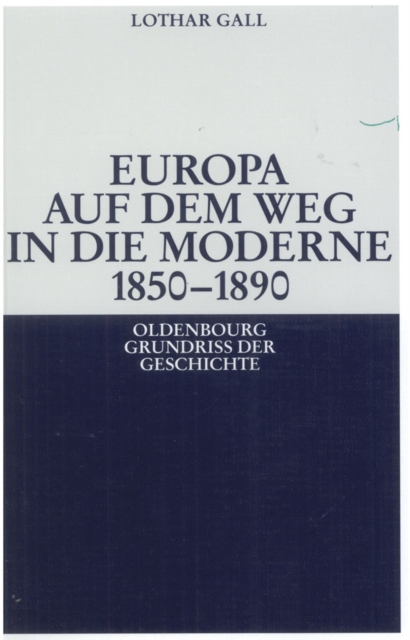 LOTHAR GALL
EUROPA
AUF DEM WEG
IN DIE MODERNE
1850–1890
OLDENBOURG
GRUNDRISS DER
GESCHICHTE